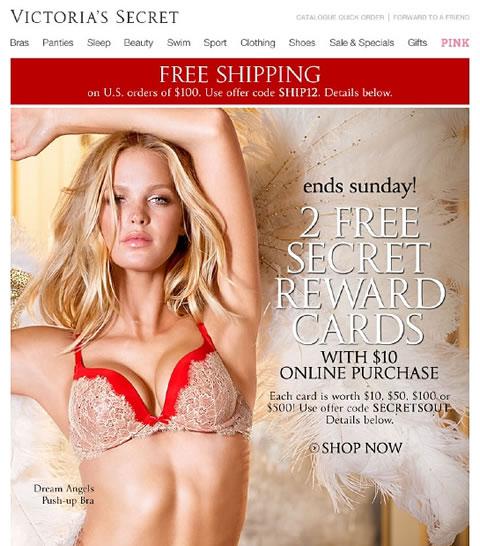 VICTORIA'S SECRET
CATALOGUE QUICK ORDER | FORWARD TO A FRIEND
Bras Panties Sleep Beauty Swim Sport Clothing Shoes Sale & Specials Gifts PINK
FREE SHIPPING
on U.S. orders of $100. Use offer code SHIP12. Details below.
ends sunday!
2 FREE
SECRET
REWARD
CARDS
WITH $10
ONLINE PURCHASE
Each card is worth $10, $50, $100 or
$500! Use offer code SECRETSOUT.
Details below.
SHOP NOW
Dream Angels
Push-up Bra